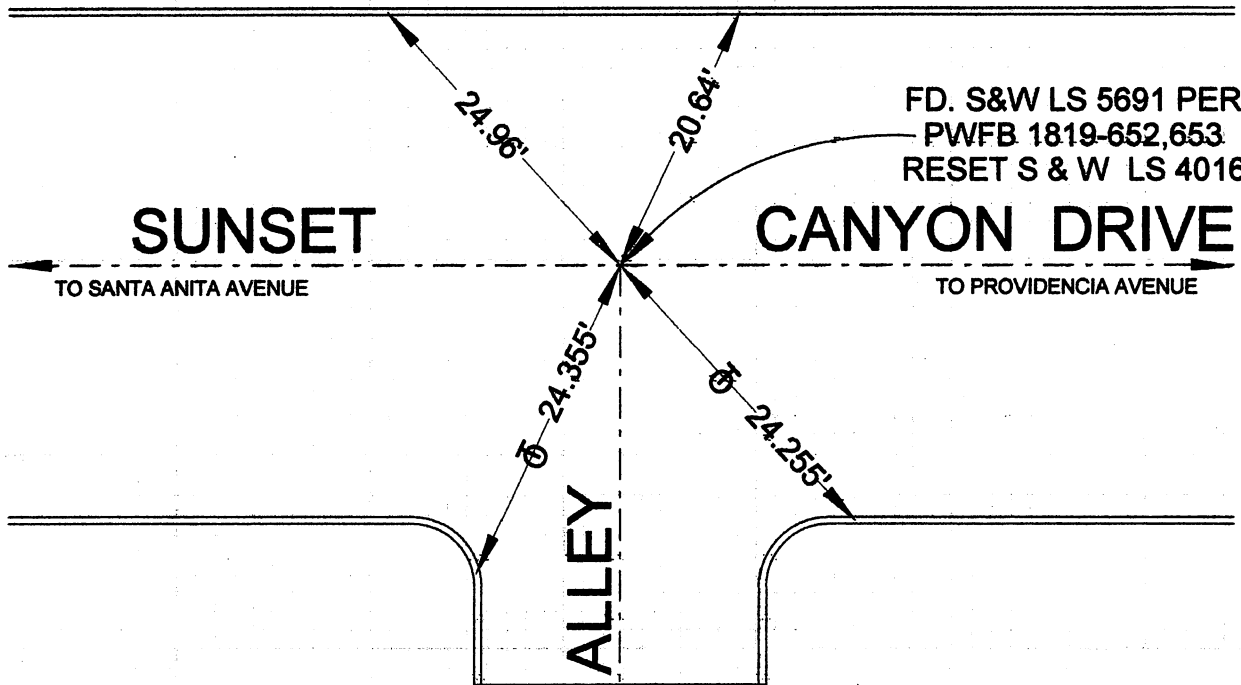 24.96'
20.64'
FD. S&W LS 5691 PER
PWFB 1819-652,653
RESET S & W LS 4016
SUNSET
CANYON DRIVE
TO SANTA ANITA AVENUE
TO PROVIDENCIA AVENUE
24.355'
24.255'
ALLEY